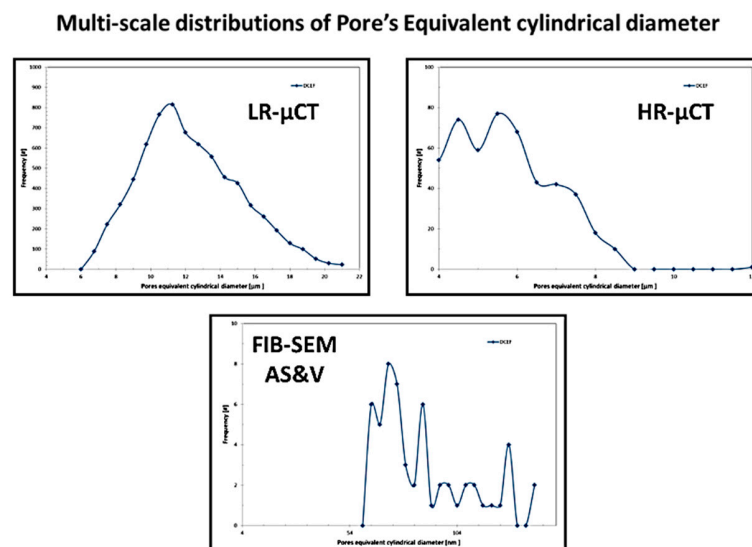 Multi-scale distributions of Pore's Equivalent cylindrical diameter
1000
900
800
700
600
500
400
300
200
100
0
Frequency [#]
DCEF
LR-µCT
4 6 8 10 12 14 16 18 20 22
Pores equivalent cylindrical diameter [µm]
100
80
60
40
20
0
Frequency [#]
DCEF
HR-µCT
4 6 8 10 12
Pores equivalent cylindrical diameter [µm]
10
8
6
4
2
0
Frequency [#]
FIB-SEM
AS&V
DCEF
4 54 104
Pores equivalent cylindrical diameter [nm]